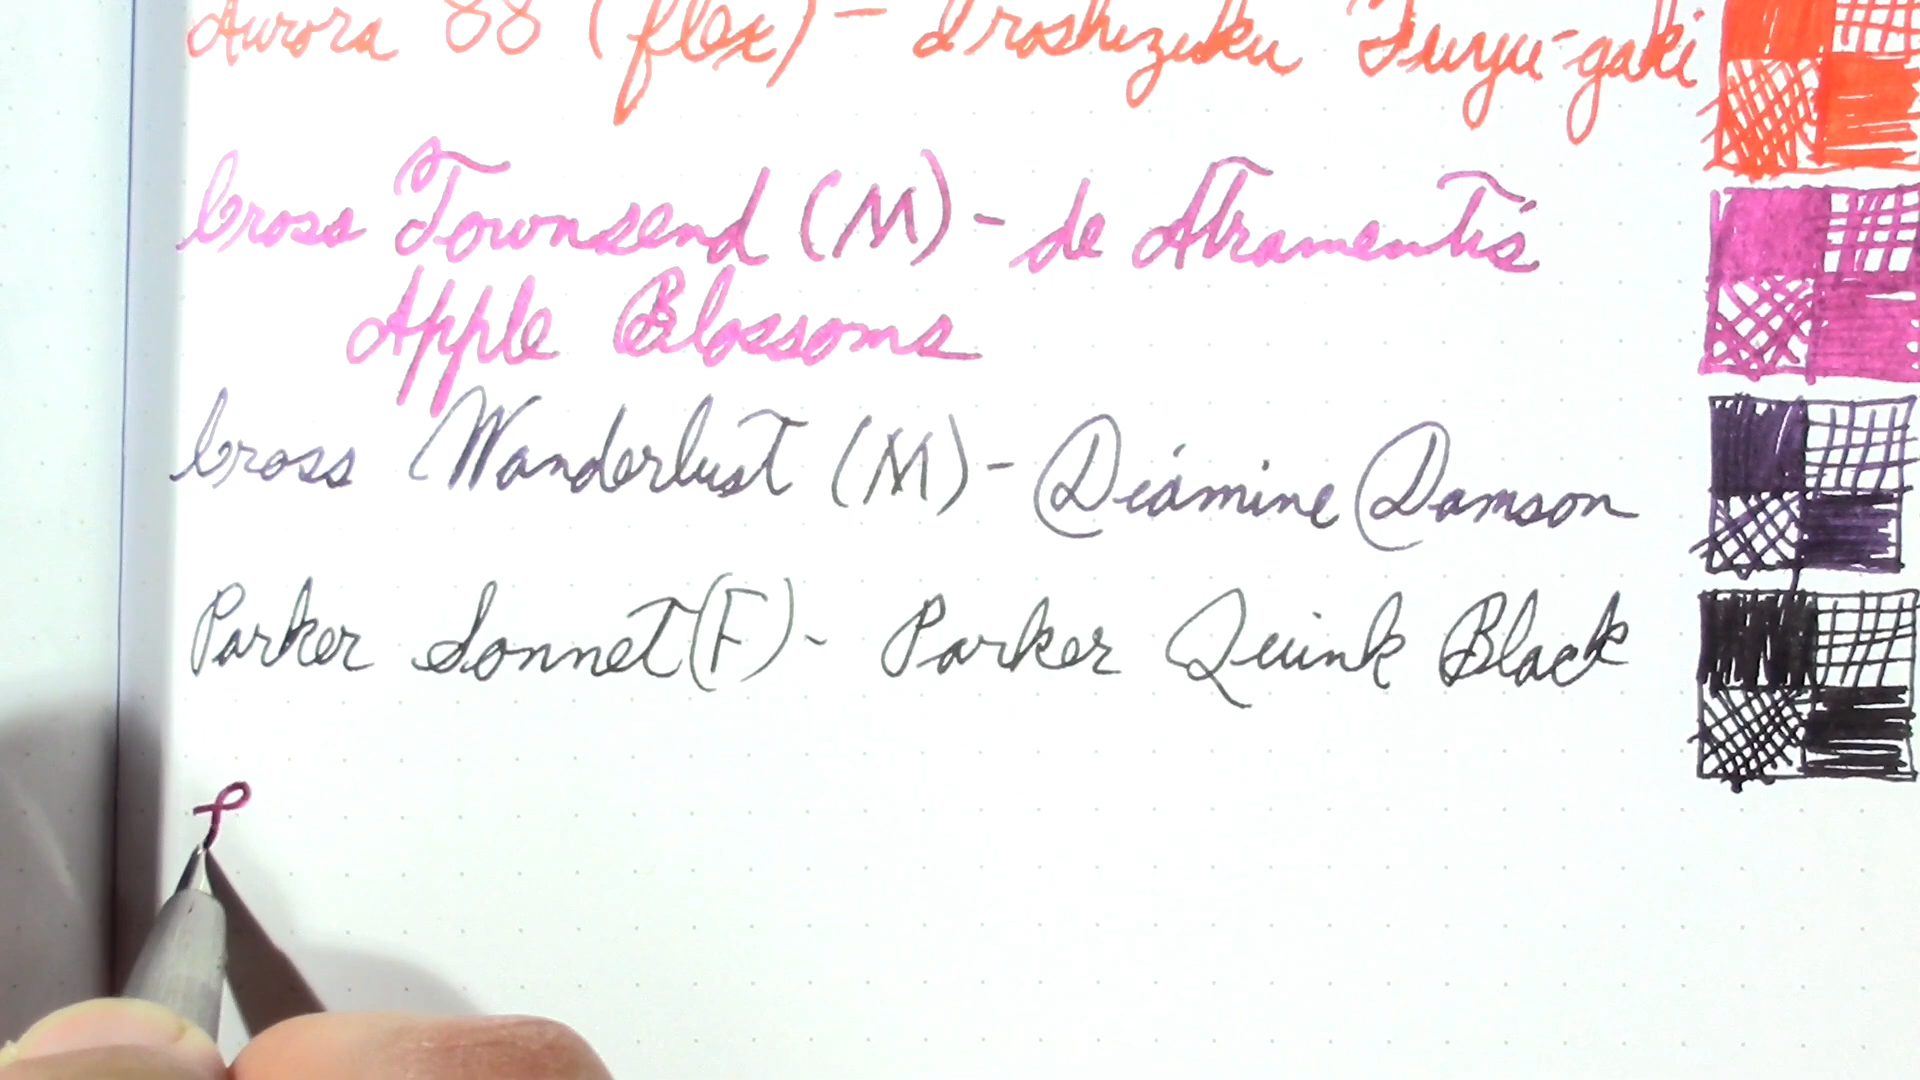 Aurora 88 (flex) - Iroshizuku Fuyu-gaki
Cross Townsend (M) - de Atramentis
Apple Blossoms
Cross Wanderlust (M) - Diamine Damson
Parker Sonnet (F) - Parker Quink Black